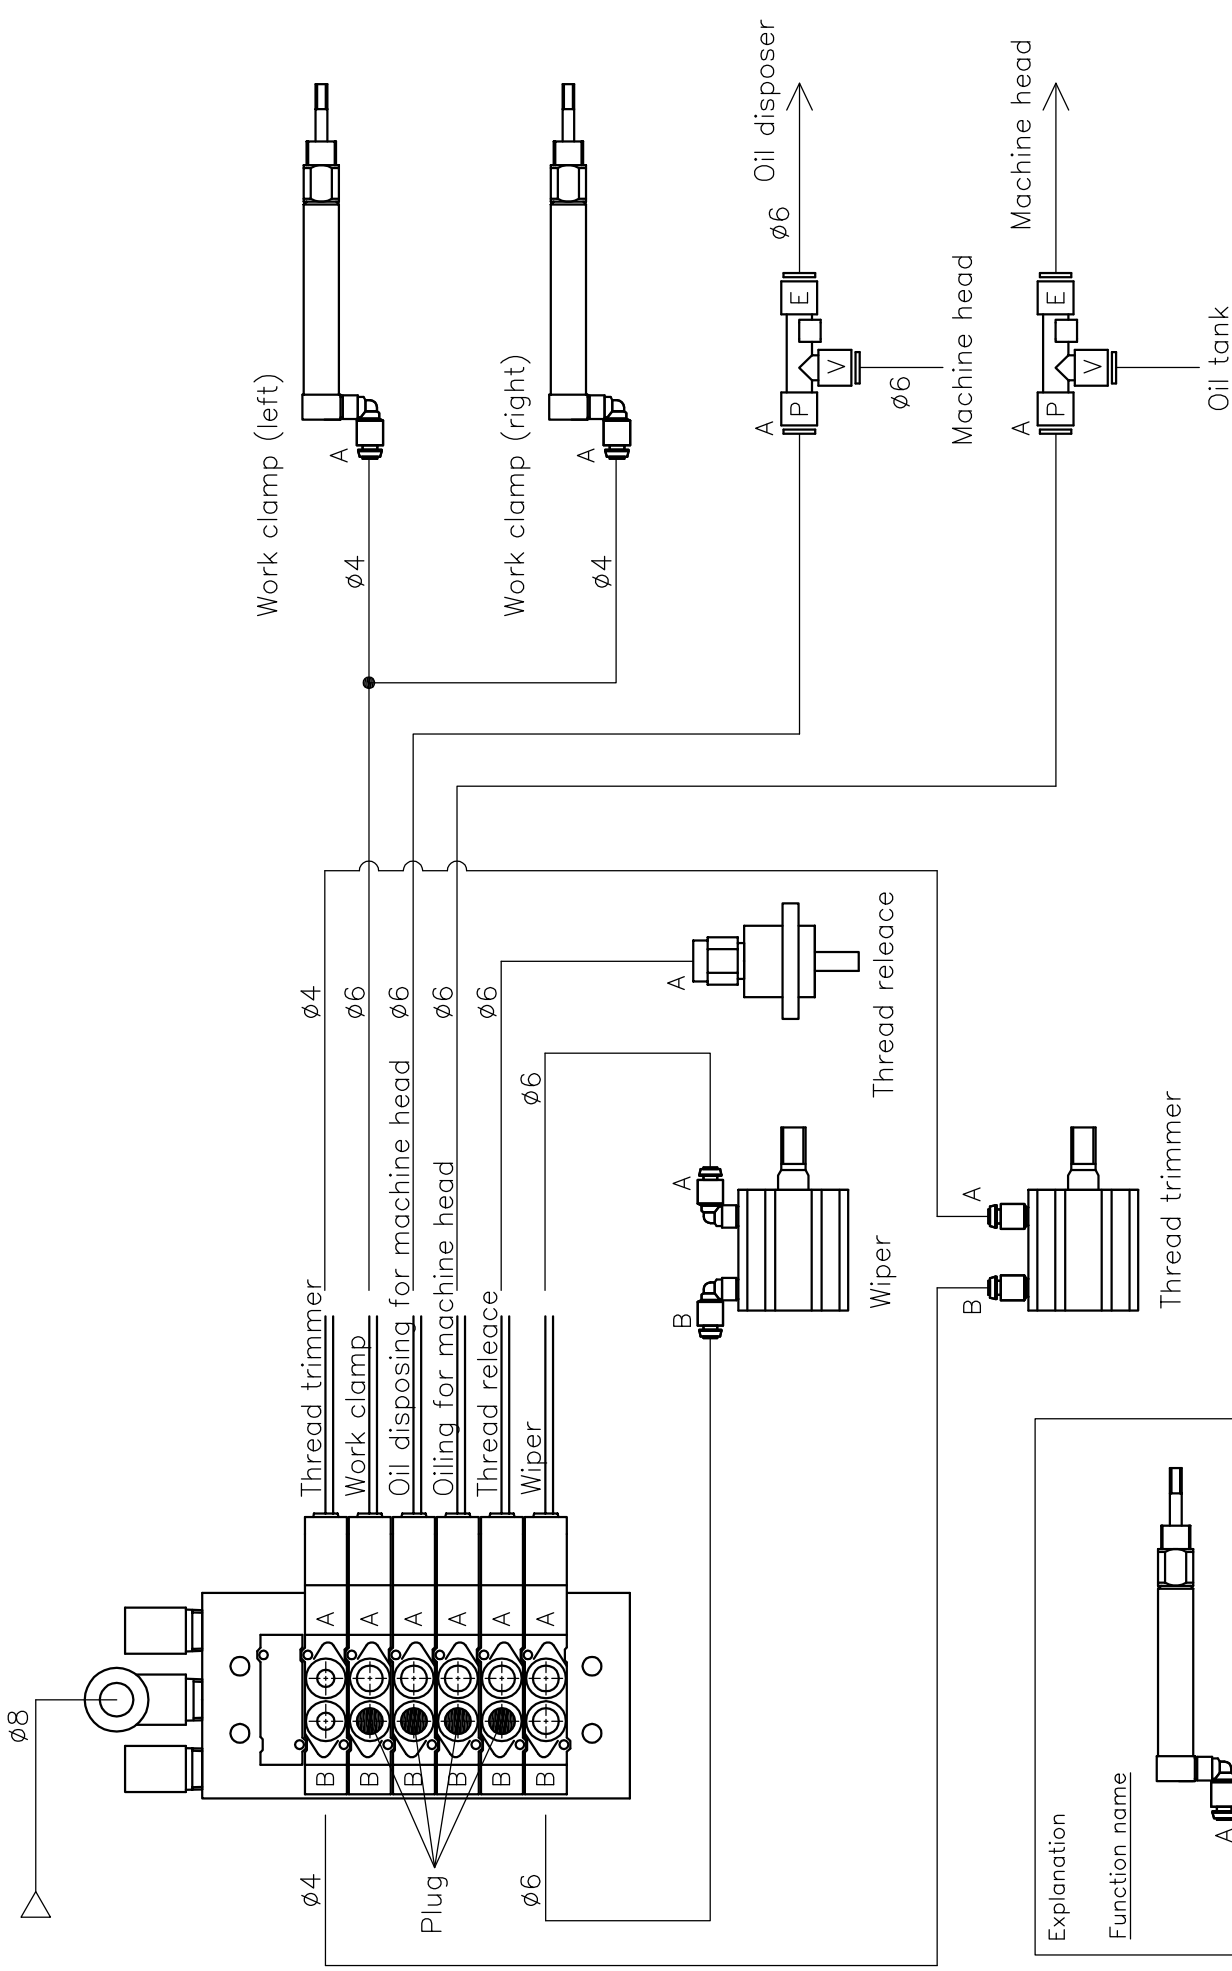 ø8
Work clamp (left)
A
ø4
Work clamp (right)
A
ø4
Oil disposer
ø6
A
P
E
V
ø6
Machine head
Machine head
A
P
E
V
Oil tank
Thread trimmer
ø4
Work clamp
ø6
Oil disposing for machine head
ø6
Oiling for machine head
ø6
Thread releace
ø6
Wiper
ø6
B
A
B
A
B
A
B
A
B
A
B
A
Plug
ø4
ø6
A
Thread releace
B
A
Wiper
B
A
Thread trimmer
Explanation
Function name
A